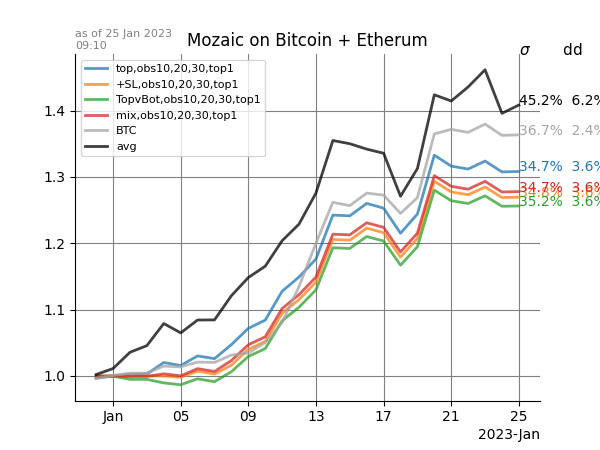 as of 25 Jan 2023
09:10
Mozaic on Bitcoin + Etherum
σ dd
top,obs10,20,30,top1
+SL,obs10,20,30,top1
TopvBot,obs10,20,30,top1
mix,obs10,20,30,top1
BTC
avg
45.2% 6.2%
36.7% 2.4%
34.7% 3.6%
34.7% 3.6%
35.2% 3.6%
1.4
1.3
1.2
1.1
1.0
Jan 05 09 13 17 21 25
2023-Jan